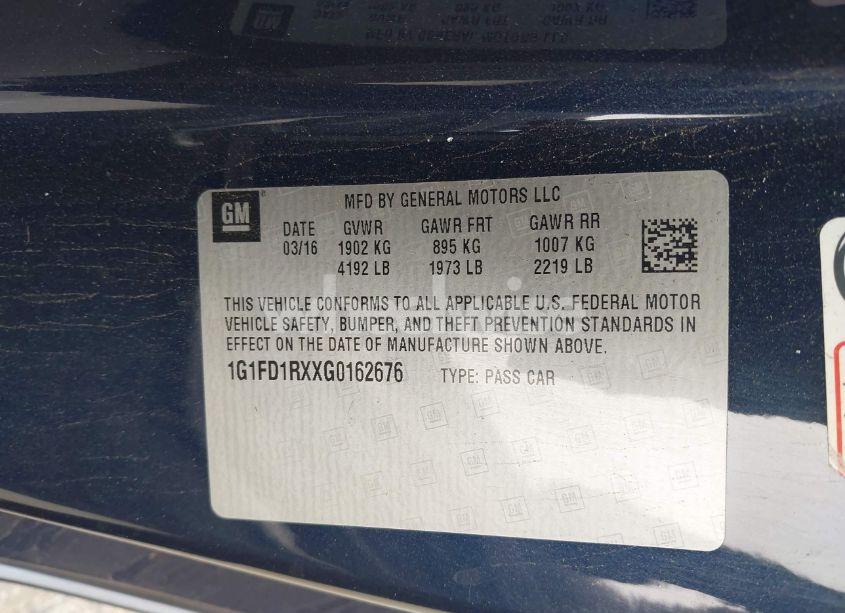 MFD BY GENERAL MOTORS LLC
GM ®
DATE GVWR GAWR FRT GAWR RR
03/16 1902 KG 895 KG 1007 KG
4192 LB 1973 LB 2219 LB
THIS VEHICLE CONFORMS TO ALL APPLICABLE U.S. FEDERAL MOTOR
VEHICLE SAFETY, BUMPER, AND THEFT PREVENTION STANDARDS IN
EFFECT ON THE DATE OF MANUFACTURE SHOWN ABOVE.
1G1FD1RXXG0162676 TYPE: PASS CAR